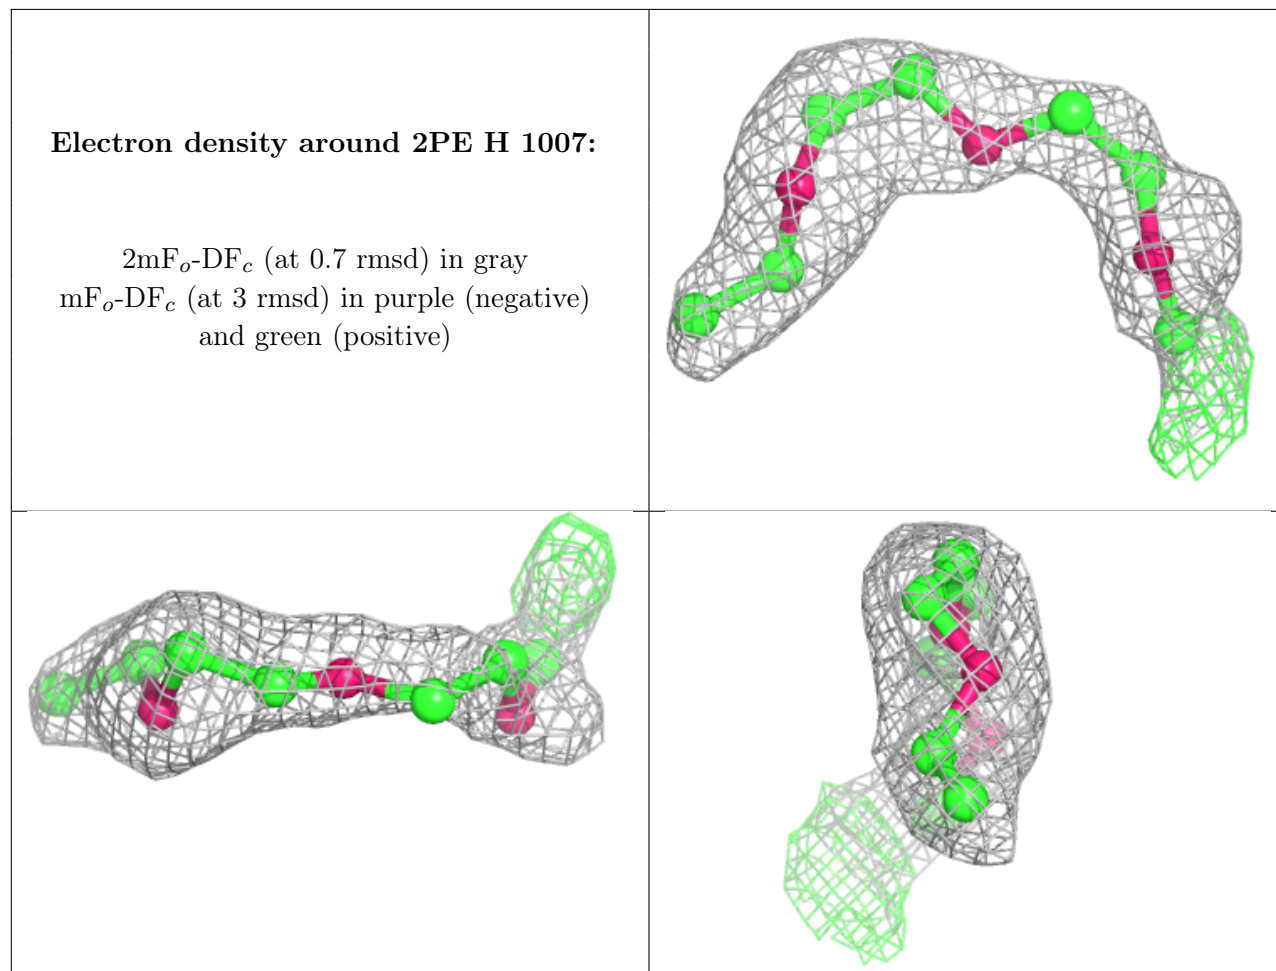 Electron density around 2PE H 1007:
2mFₒ-DF𝒸 (at 0.7 rmsd) in gray
mFₒ-DF𝒸 (at 3 rmsd) in purple (negative)
and green (positive)